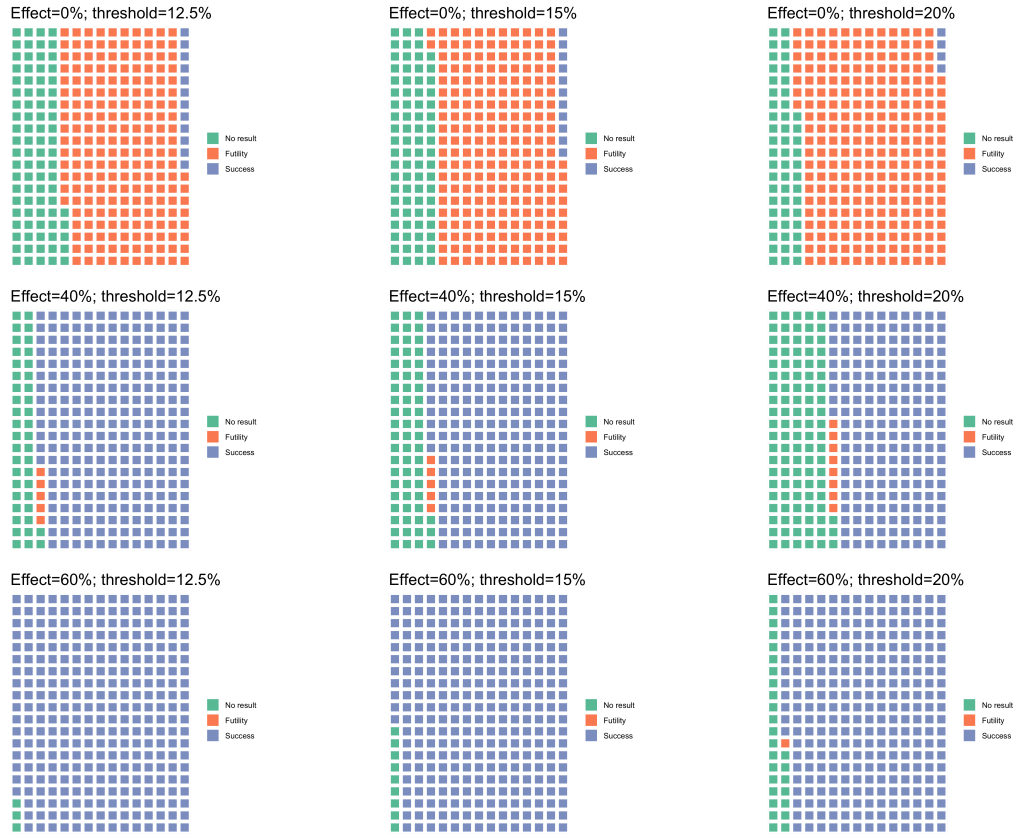 Effect=0%; threshold=12.5%
No result
Futility
Success
Effect=0%; threshold=15%
No result
Futility
Success
Effect=0%; threshold=20%
No result
Futility
Success
Effect=40%; threshold=12.5%
No result
Futility
Success
Effect=40%; threshold=15%
No result
Futility
Success
Effect=40%; threshold=20%
No result
Futility
Success
Effect=60%; threshold=12.5%
No result
Futility
Success
Effect=60%; threshold=15%
No result
Futility
Success
Effect=60%; threshold=20%
No result
Futility
Success